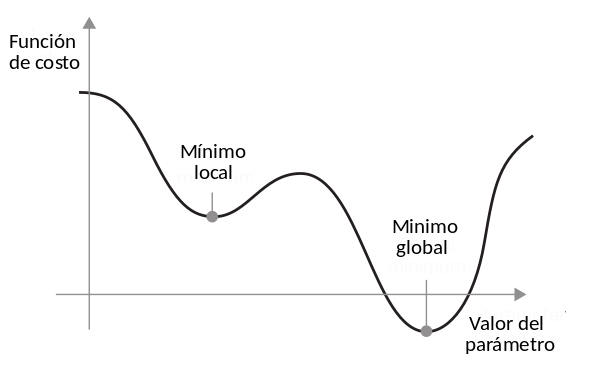 Función
de costo
Mínimo
local
Minimo
global
Valor del
parámetro